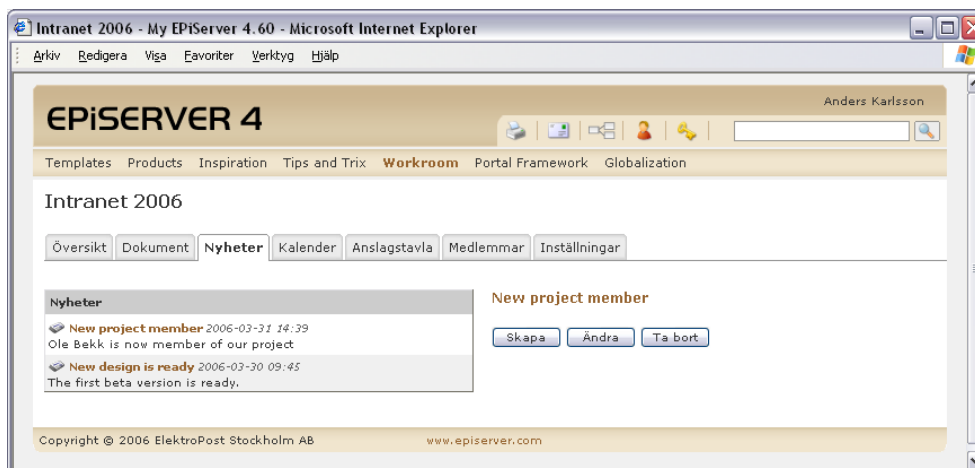 Intranet 2006 - My EPiServer 4.60 - Microsoft Internet Explorer
Arkiv Redigera Visa Favoriter Verktyg Hjälp
Anders Karlsson
EPiSERVER 4
Templates Products Inspiration Tips and Trix Workroom Portal Framework Globalization
Intranet 2006
Översikt Dokument Nyheter Kalender Anslagstavla Medlemmar Inställningar
Nyheter
New project member 2006-03-31 14:39
Ole Bekk is now member of our project
New design is ready 2006-03-30 09:45
The first beta version is ready.
New project member
Skapa Ändra Ta bort
Copyright © 2006 ElektroPost Stockholm AB www.episerver.com